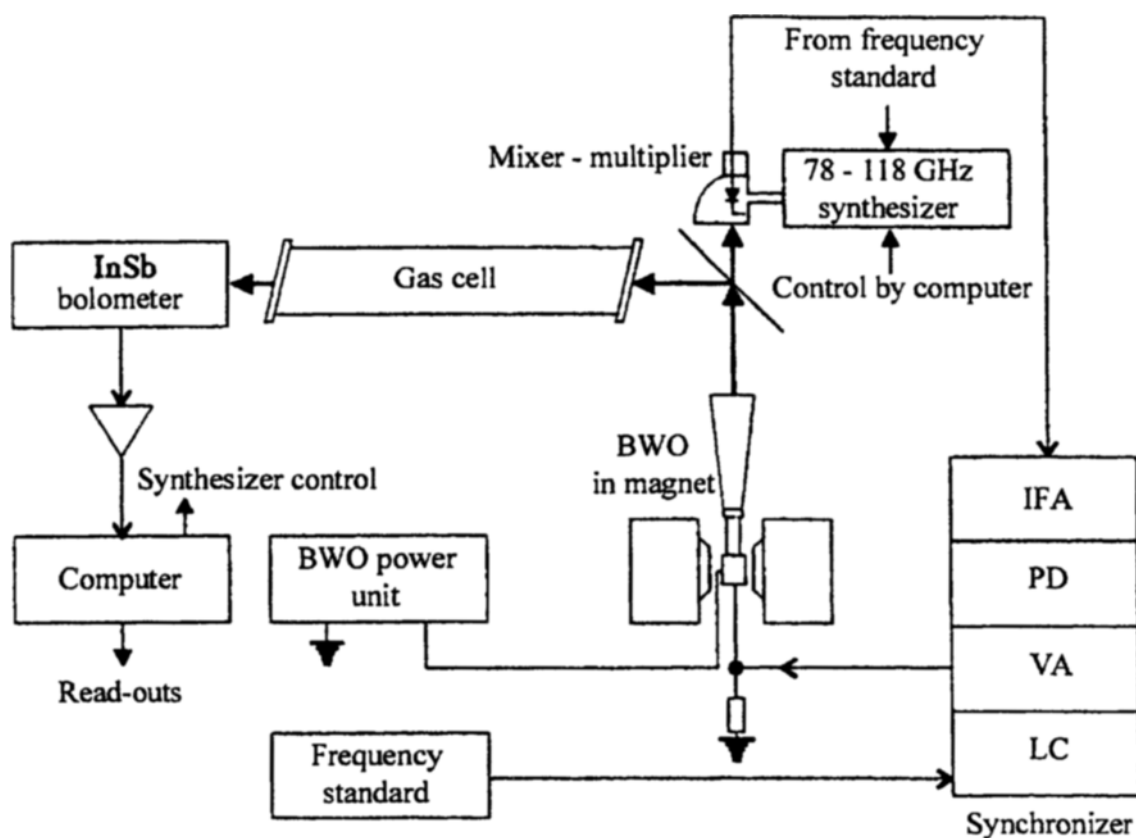 From frequency
standard
Mixer - multiplier
78 - 118 GHz
synthesizer
InSb
bolometer
Gas cell
Control by computer
BWO
in magnet
Synthesizer control
IFA
Computer
BWO power
unit
PD
VA
Read-outs
LC
Frequency
standard
Synchronizer